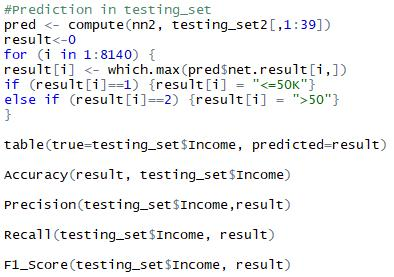 #Prediction in testing_set
pred <- compute(nn2, testing_set2[,1:39])
result<-0
for (i in 1:8140) {
result[i] <- which.max(pred$net.result[i,])
if (result[i]==1) {result[i] = "<=50K"}
else if (result[i]==2) {result[i] = ">50"}
}
table(true=testing_set$Income, predicted=result)
Accuracy(result, testing_set$Income)
Precision(testing_set$Income,result)
Recall(testing_set$Income, result)
F1_Score(testing_set$Income, result)